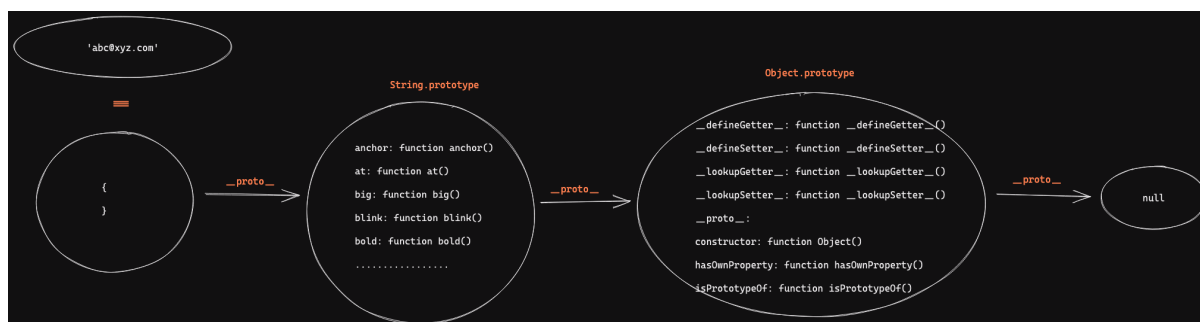 'abc@xyz.com'
{
}
__proto__
String.prototype
anchor: function anchor()
at: function at()
big: function big()
blink: function blink()
bold: function bold()
.................
__proto__
Object.prototype
__defineGetter__: function __defineGetter__()
__defineSetter__: function __defineSetter__()
__lookupGetter__: function __lookupGetter__()
__lookupSetter__: function __lookupSetter__()
__proto__:
constructor: function Object()
hasOwnProperty: function hasOwnProperty()
isPrototypeOf: function isPrototypeOf()
__proto__
null